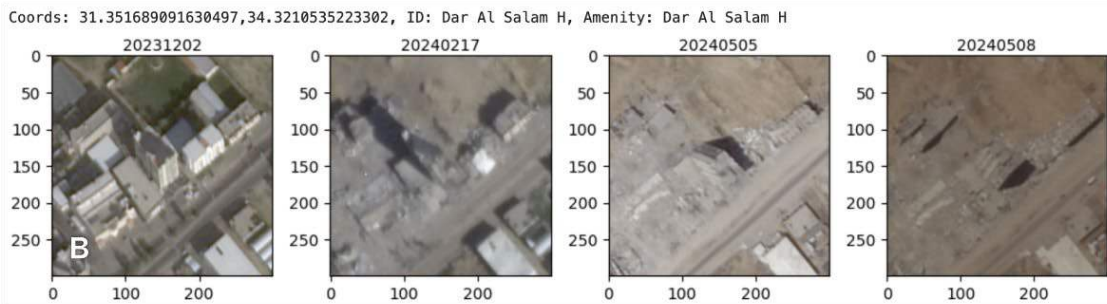 Coords: 31.351689091630497,34.3210535223302, ID: Dar Al Salam H, Amenity: Dar Al Salam H
20231202 20240217 20240505 20240508
0 0 0 0
50 50 50 50
100 100 100 100
150 150 150 150
200 200 200 200
250 250 250 250
B
0 100 200 0 100 200 0 100 200 0 100 200